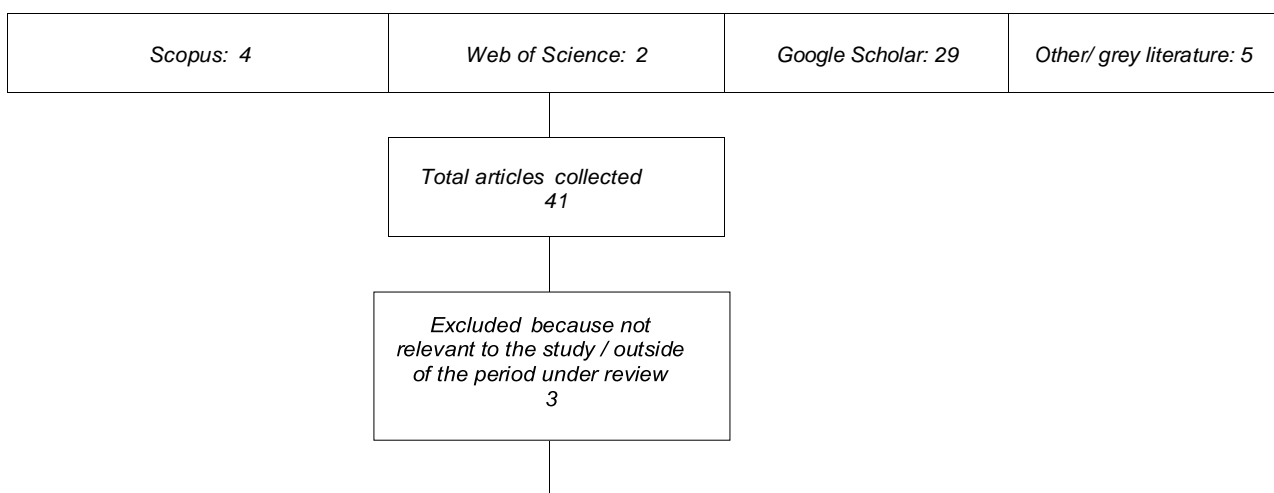 Scopus: 4
Web of Science: 2
Google Scholar: 29
Other/ grey literature: 5
Total articles collected
41
Excluded because not
relevant to the study / outside
of the period under review
3